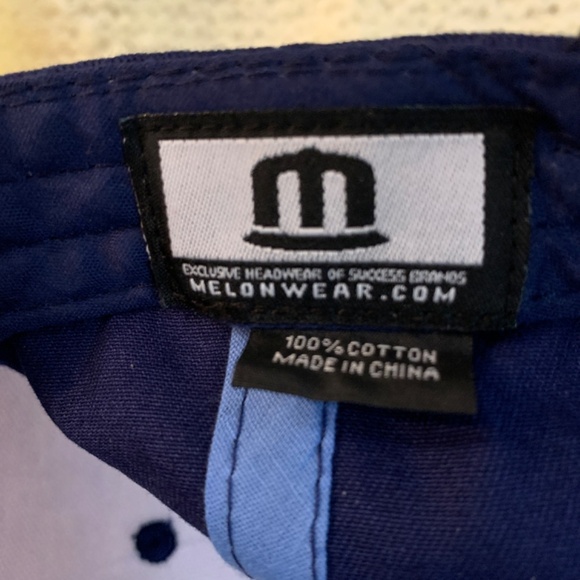 M
EXCLUSIVE HEADWEAR OF SUCCESS BRANDS
MELONWEAR.COM
100% COTTON
MADE IN CHINA